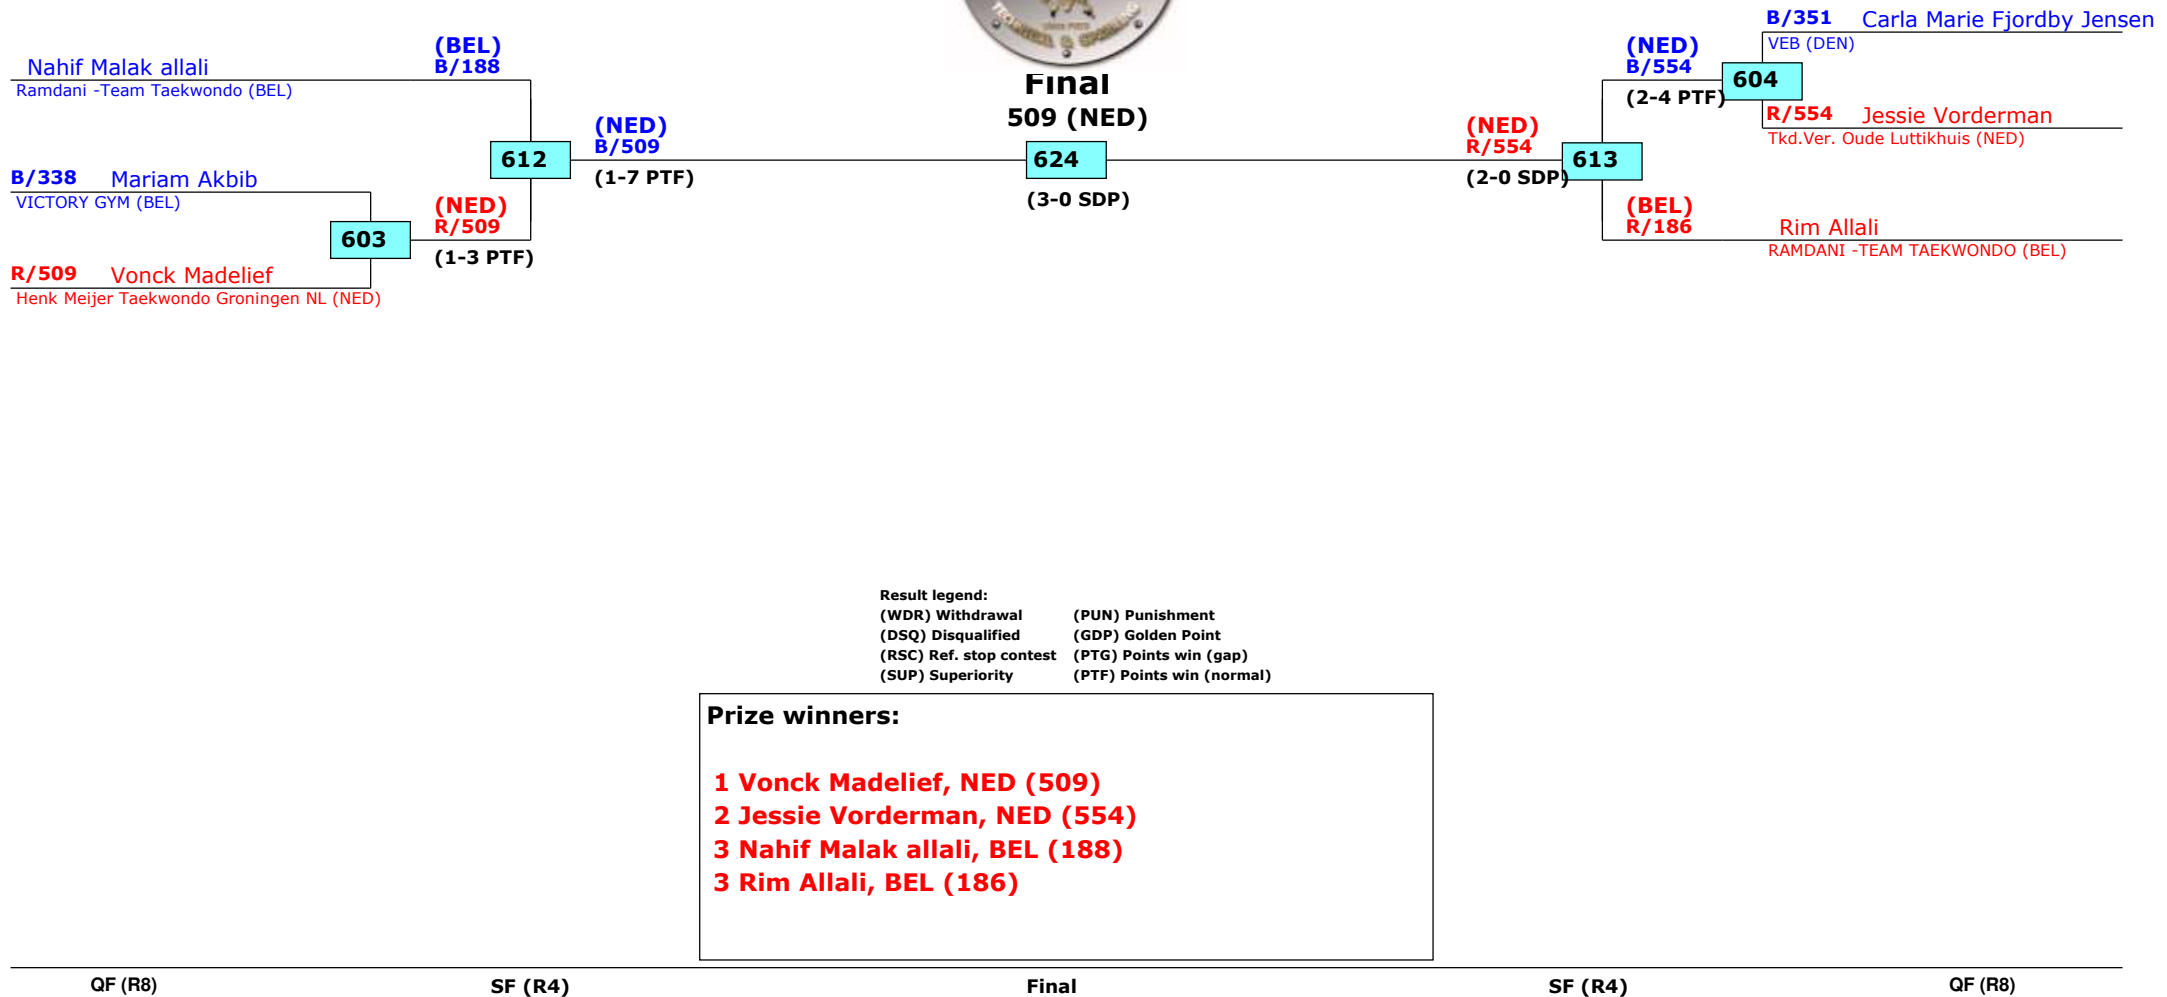 B/351 Carla Marie Fjordby Jensen
VEB (DEN)
(BEL)
B/188
Nahif Malak allali
Ramdani -Team Taekwondo (BEL)
Final
509 (NED)
(NED)
B/554
(2-4 PTF)
604
R/554 Jessie Vorderman
Tkd.Ver. Oude Luttikhuis (NED)
(NED)
B/509
(1-7 PTF)
612
624
(3-0 SDP)
(NED)
R/554
(2-0 SDP)
613
B/338 Mariam Akbib
VICTORY GYM (BEL)
(NED)
R/509
(1-3 PTF)
603
(BEL)
R/186
Rim Allali
RAMDANI -TEAM TAEKWONDO (BEL)
R/509 Vonck Madelief
Henk Meijer Taekwondo Groningen NL (NED)
Result legend:
(WDR) Withdrawal (PUN) Punishment
(DSQ) Disqualified (GDP) Golden Point
(RSC) Ref. stop contest (PTG) Points win (gap)
(SUP) Superiority (PTF) Points win (normal)
Prize winners:
1 Vonck Madelief, NED (509)
2 Jessie Vorderman, NED (554)
3 Nahif Malak allali, BEL (188)
3 Rim Allali, BEL (186)
QF (R8) SF (R4) Final SF (R4) QF (R8)